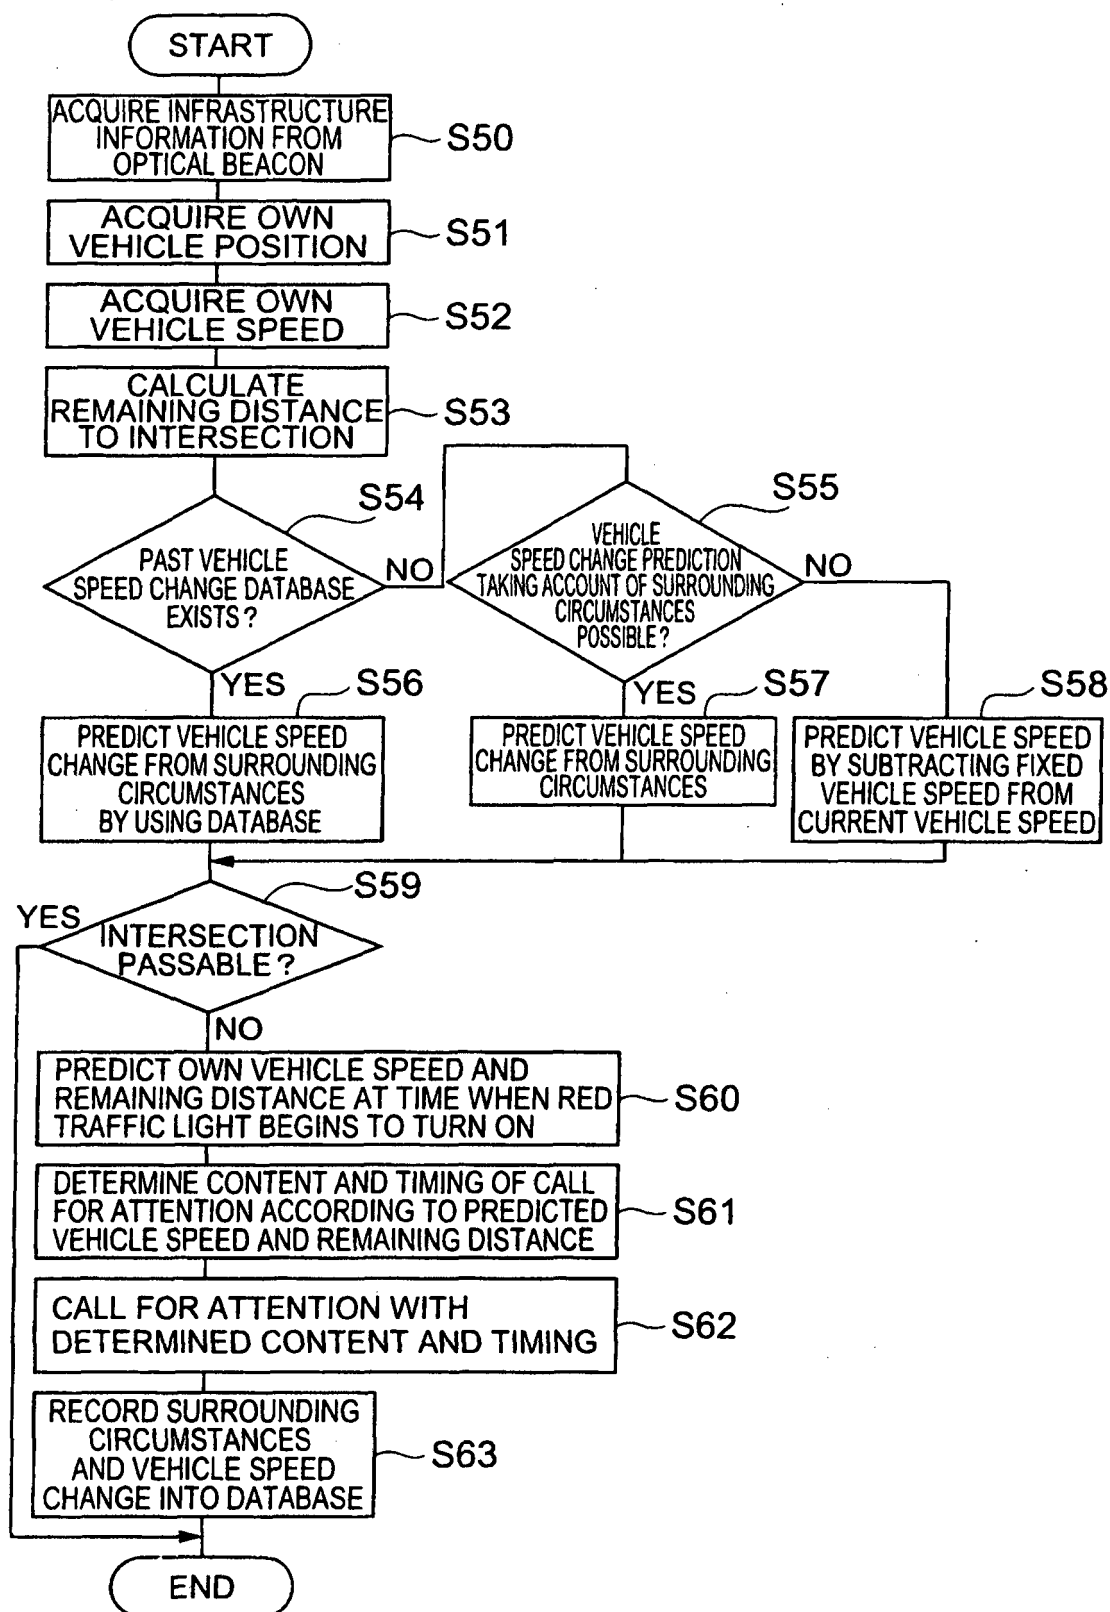 START
ACQUIRE INFRASTRUCTURE
INFORMATION FROM
OPTICAL BEACON
S50
ACQUIRE OWN
VEHICLE POSITION
S51
ACQUIRE OWN
VEHICLE SPEED
S52
CALCULATE
REMAINING DISTANCE
TO INTERSECTION
S53
S54
PAST VEHICLE
SPEED CHANGE DATABASE
EXISTS?
NO
YES
S55
VEHICLE
SPEED CHANGE PREDICTION
TAKING ACCOUNT OF SURROUNDING
CIRCUMSTANCES
POSSIBLE?
NO
YES
S56
PREDICT VEHICLE SPEED
CHANGE FROM SURROUNDING
CIRCUMSTANCES
BY USING DATABASE
S57
PREDICT VEHICLE SPEED
CHANGE FROM SURROUNDING
CIRCUMSTANCES
S58
PREDICT VEHICLE SPEED
BY SUBTRACTING FIXED
VEHICLE SPEED FROM
CURRENT VEHICLE SPEED
S59
YES
INTERSECTION
PASSABLE?
NO
PREDICT OWN VEHICLE SPEED AND
REMAINING DISTANCE AT TIME WHEN RED
TRAFFIC LIGHT BEGINS TO TURN ON
S60
DETERMINE CONTENT AND TIMING OF CALL
FOR ATTENTION ACCORDING TO PREDICTED
VEHICLE SPEED AND REMAINING DISTANCE
S61
CALL FOR ATTENTION WITH
DETERMINED CONTENT AND TIMING
S62
RECORD SURROUNDING
CIRCUMSTANCES
AND VEHICLE SPEED
CHANGE INTO DATABASE
S63
END